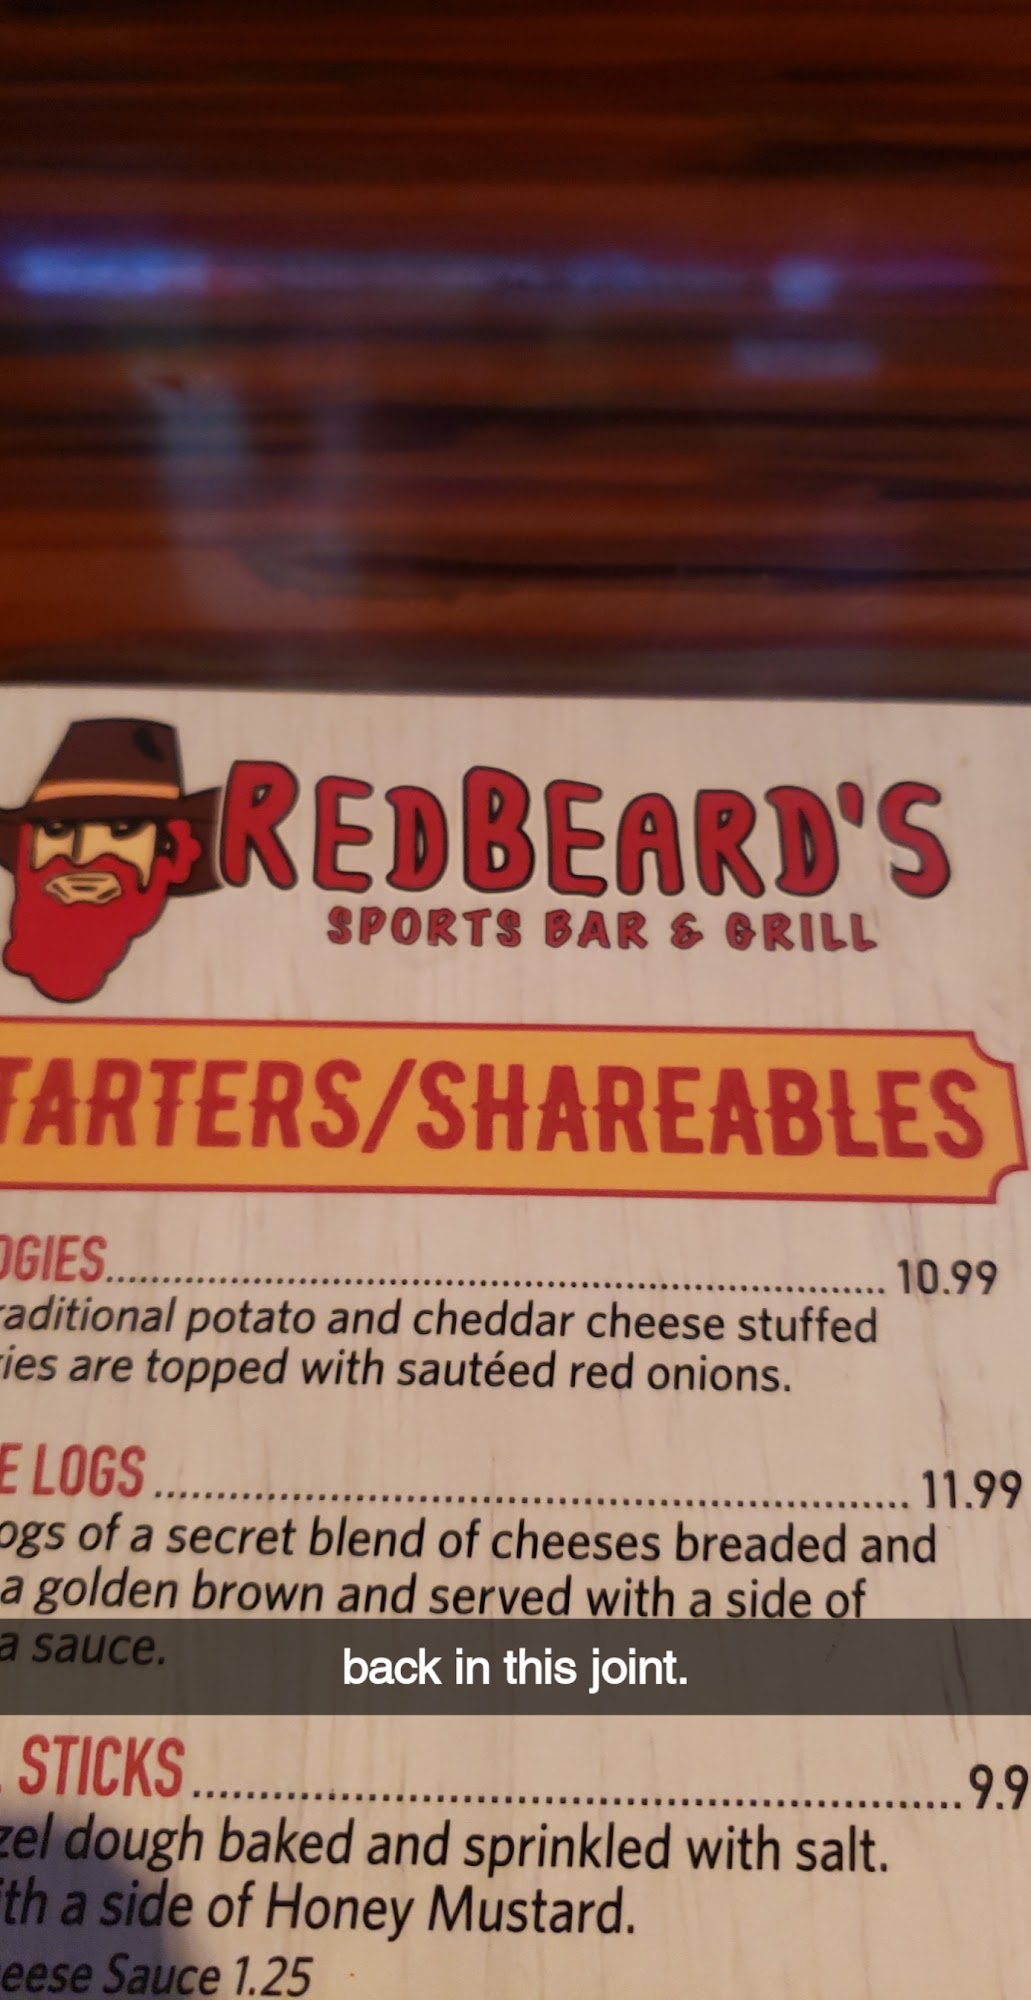 REDBEARD'S
SPORTS BAR & GRILL
TARTERS/SHAREABLES
OGIES 10.99
raditional potato and cheddar cheese stuffed
ies are topped with sautéed red onions.
E LOGS 11.99
ogs of a secret blend of cheeses breaded and
a golden brown and served with a side of
a sauce.
back in this joint.
STICKS 9.9
zel dough baked and sprinkled with salt.
ith a side of Honey Mustard.
eese Sauce 1.25